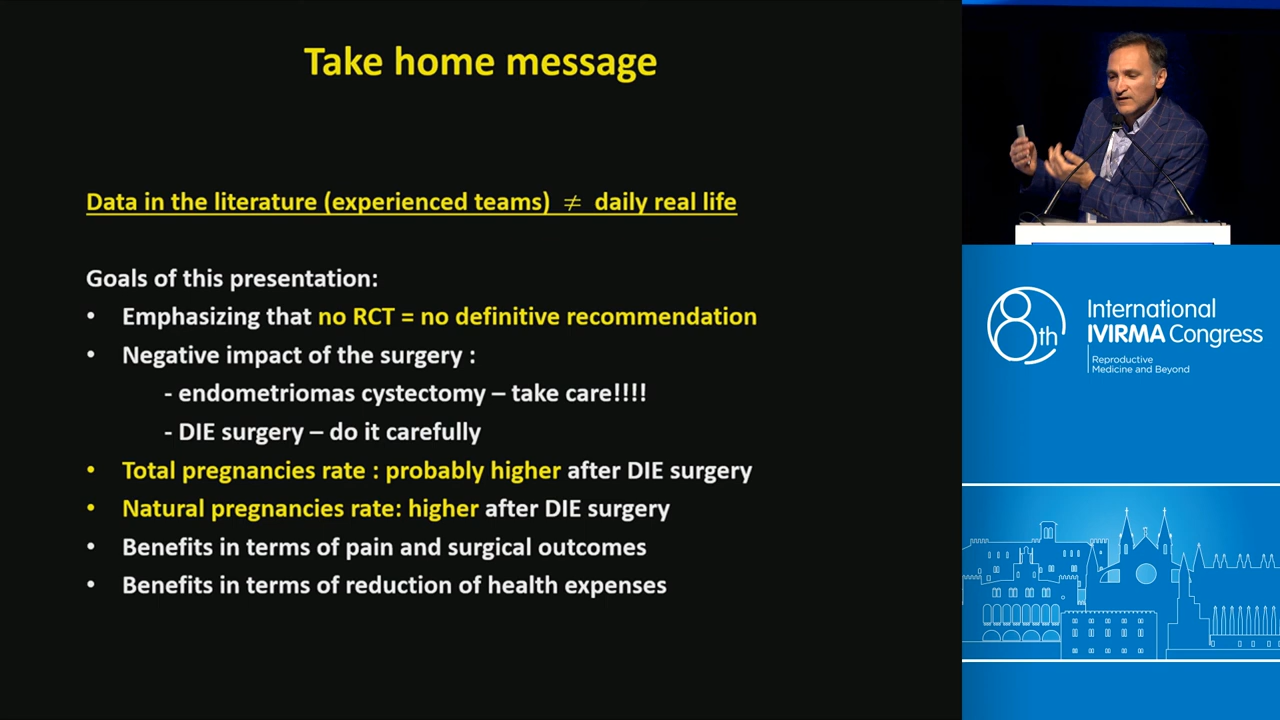 Take home message
Data in the literature (experienced teams) ≠ daily real life
Goals of this presentation:
• Emphasizing that no RCT = no definitive recommendation
• Negative impact of the surgery :
- endometriomas cystectomy – take care!!!!
- DIE surgery – do it carefully
• Total pregnancies rate : probably higher after DIE surgery
• Natural pregnancies rate: higher after DIE surgery
• Benefits in terms of pain and surgical outcomes
• Benefits in terms of reduction of health expenses
8th
International
IVIRMA Congress
Reproductive
Medicine and Beyond